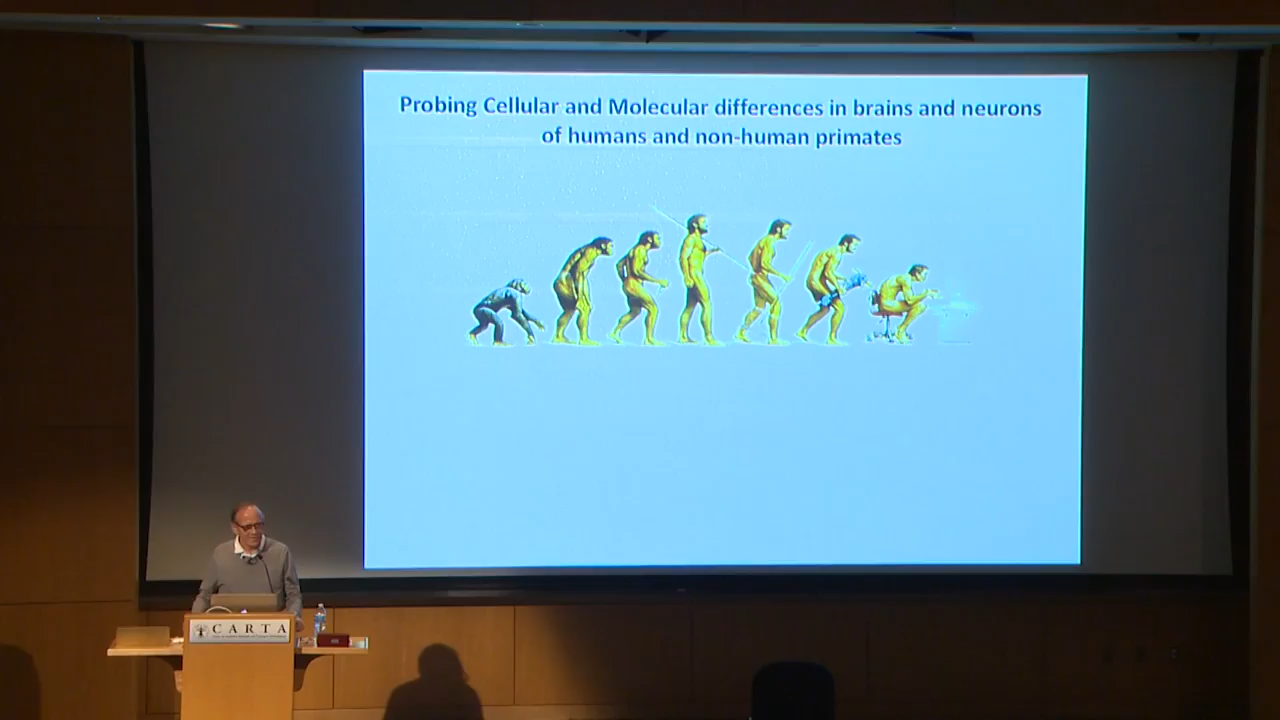 Probing Cellular and Molecular differences in brains and neurons
of humans and non-human primates
CARTA